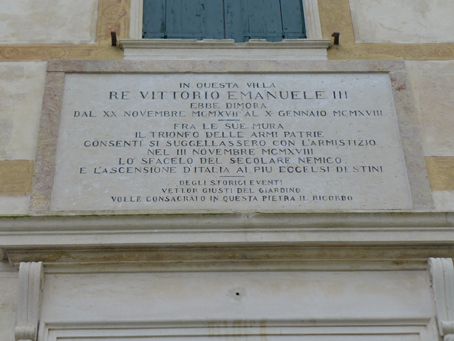 IN QUESTA VILLA
RE VITTORIO EMANUELE III
EBBE DIMORA
DAL XX NOVEMBRE MCMXVII AL X GENNAIO MCMXVIII
FRA LE SUE MURA
IL TRIONFO DELLE ARMI PATRIE
CONSENTI SI SUGGELLASSERO CON L'ARMISTIZIO
NEL III NOVEMBRE MCMXVIII
LO SFACELO DEL SECOLARE NEMICO
E L'ASCENSIONE D'ITALIA AI PIU ECCELSI DESTINI
DEGLI STORICI EVENTI
VETTOR GIUSTI DEL GIARDINO
VOLLE CONSACRATO IN QUESTA PIETRA IL RICORDO